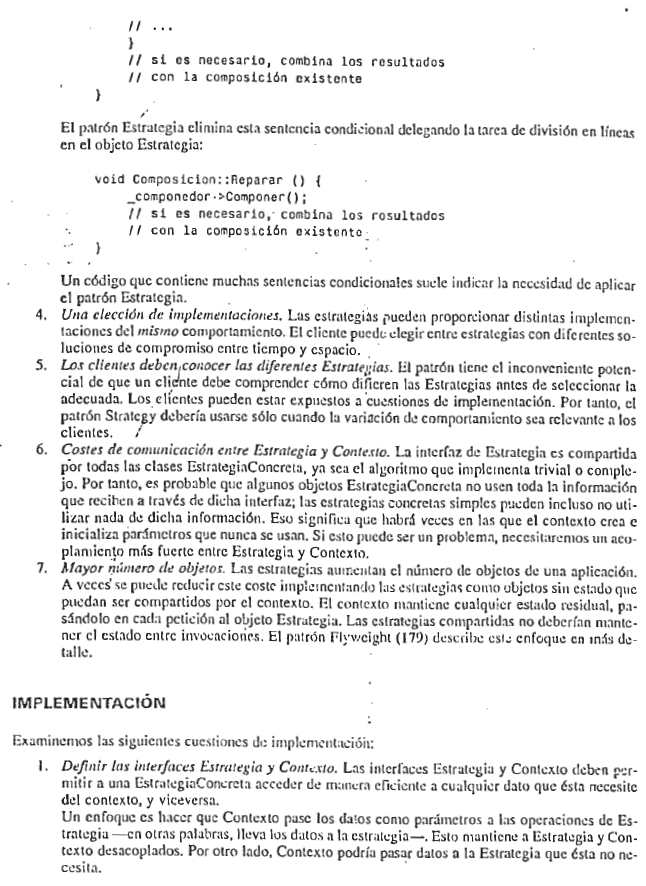 // ...
}
// si es necesario, combina los resultados
// con la composición existente
}
El patrón Estrategia elimina esta sentencia condicional delegando la tarea de división en líneas
en el objeto Estrategia:
void Composicion::Reparar () {
_componedor->Componer();
// si es necesario, combina los resultados
// con la composición existente
}
Un código que contiene muchas sentencias condicionales suele indicar la necesidad de aplicar
el patrón Estrategia.
4. Una elección de implementaciones. Las estrategias pueden proporcionar distintas implemen-
taciones del mismo comportamiento. El cliente puede elegir entre estrategias con diferentes so-
luciones de compromiso entre tiempo y espacio.
5. Los clientes deben conocer las diferentes Estrategias. El patrón tiene el inconveniente poten-
cial de que un cliente debe comprender cómo difieren las Estrategias antes de seleccionar la
adecuada. Los clientes pueden estar expuestos a cuestiones de implementación. Por tanto, el
patrón Strategy debería usarse sólo cuando la variación de comportamiento sea relevante a los
clientes.
6. Costes de comunicación entre Estrategia y Contexto. La interfaz de Estrategia es compartida
por todas las clases EstrategiaConcreta, ya sea el algoritmo que implementa trivial o comple-
jo. Por tanto, es probable que algunos objetos EstrategiaConcreta no usen toda la información
que reciben a través de dicha interfaz; las estrategias concretas simples pueden incluso no uti-
lizar nada de dicha información. Eso significa que habrá veces en las que el contexto crea e
inicializa parámetros que nunca se usan. Si esto puede ser un problema, necesitaremos un aco-
plamiento más fuerte entre Estrategia y Contexto.
7. Mayor número de objetos. Las estrategias aumentan el número de objetos de una aplicación.
A veces se puede reducir este coste implementando las estrategias como objetos sin estado que
puedan ser compartidos por el contexto. El contexto mantiene cualquier estado residual, pa-
sándolo en cada petición al objeto Estrategia. Las estrategias compartidas no deberían mante-
ner el estado entre invocaciones. El patrón Flyweight (179) describe este enfoque en más de-
talle.
IMPLEMENTACIÓN
Examinemos las siguientes cuestiones de implementación:
1. Definir las interfaces Estrategia y Contexto. Las interfaces Estrategia y Contexto deben per-
mitir a una EstrategiaConcreta acceder de manera eficiente a cualquier dato que ésta necesite
del contexto, y viceversa.
Un enfoque es hacer que Contexto pase los datos como parámetros a las operaciones de Es-
trategia —en otras palabras, lleva los datos a la estrategia—. Esto mantiene a Estrategia y Con-
texto desacoplados. Por otro lado, Contexto podría pasar datos a la Estrategia que ésta no ne-
cesita.